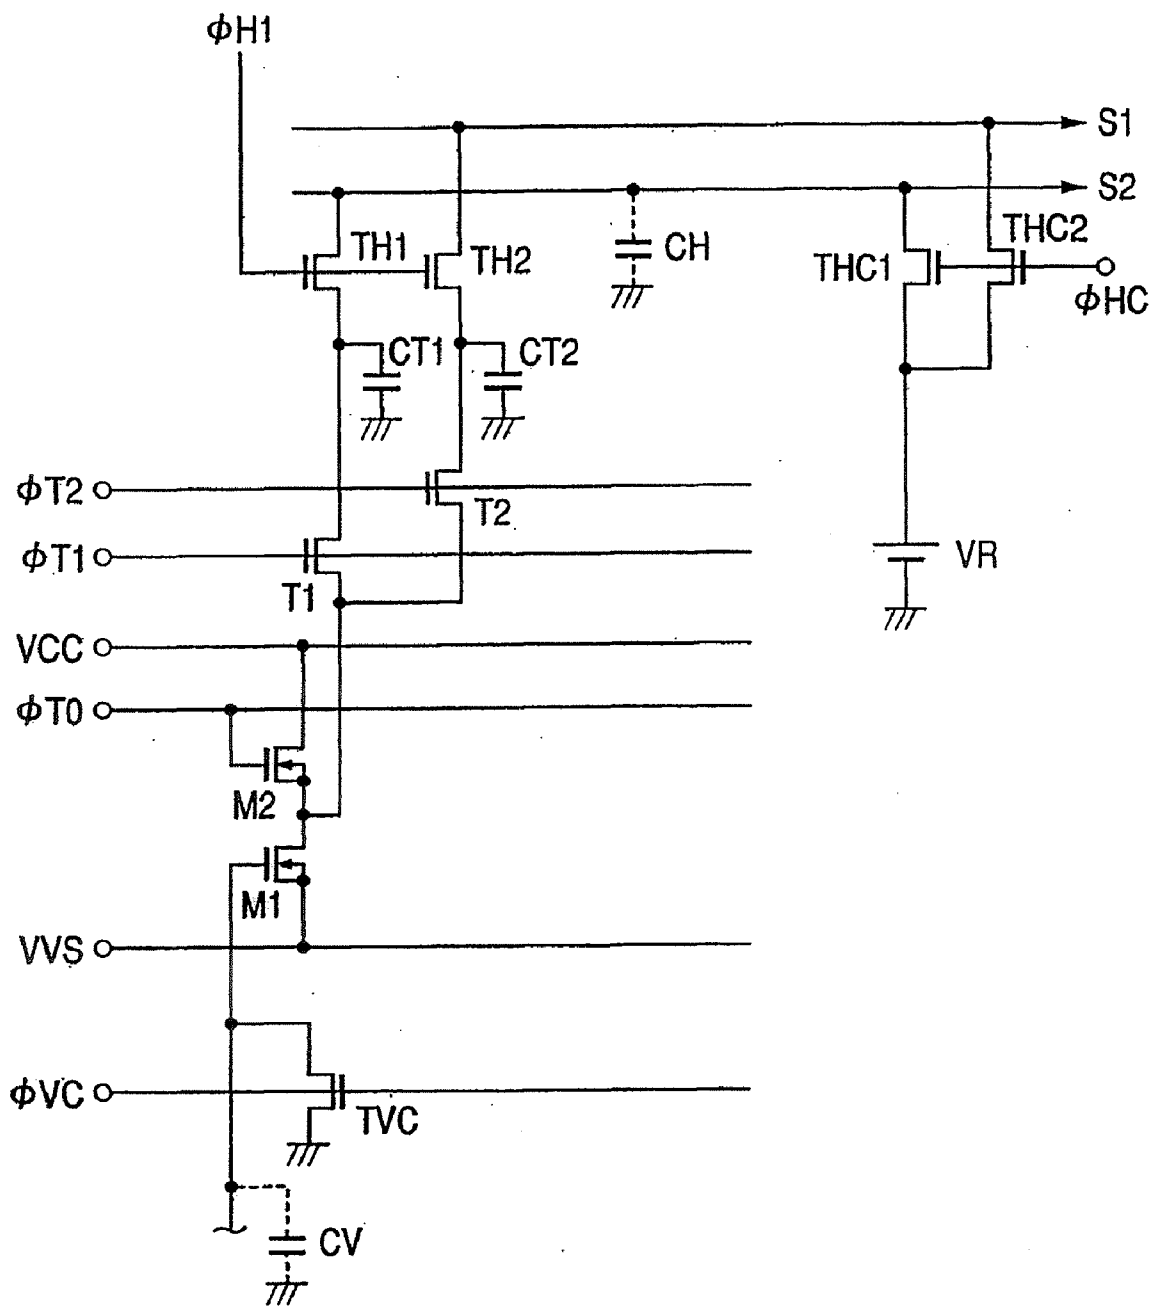 ϕH1
S1
S2
TH1
TH2
CH
THC1
THC2
ϕHC
CT1
CT2
ϕT2
T2
ϕT1
T1
VR
VCC
ϕT0
M2
M1
VVS
ϕVC
TVC
CV